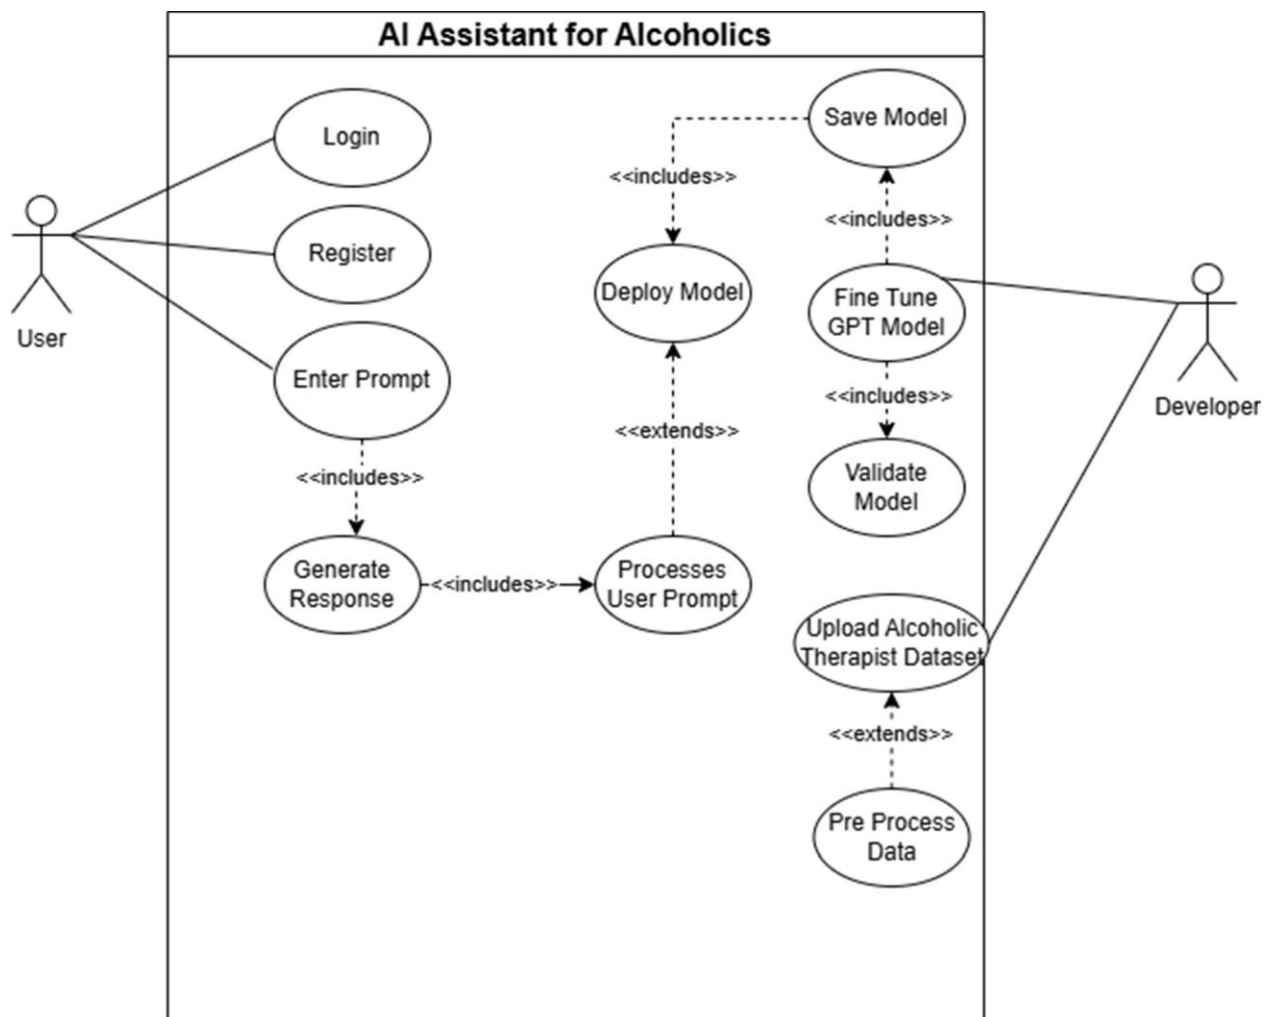 AI Assistant for Alcoholics
Login
Register
Enter Prompt
User
<<includes>>
Generate
Response
<<includes>>
Processes
User Prompt
<<extends>>
Deploy Model
<<includes>>
Save Model
<<includes>>
Fine Tune
GPT Model
<<includes>>
Validate
Model
Developer
Upload Alcoholic
Therapist Dataset
<<extends>>
Pre Process
Data